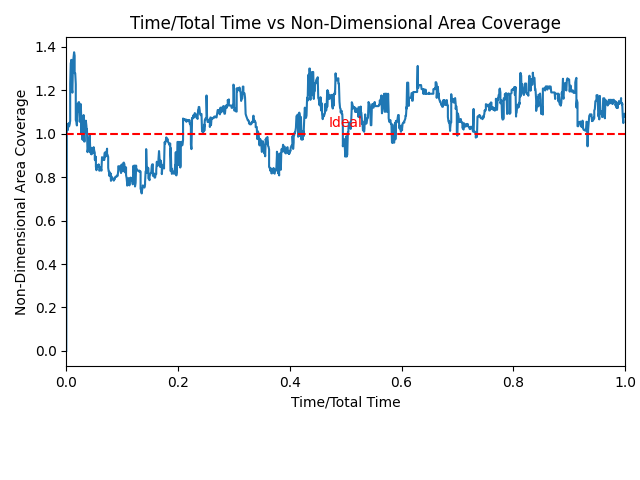 Time/Total Time vs Non-Dimensional Area Coverage
Non-Dimensional Area Coverage
1.4
1.2
1.0
0.8
0.6
0.4
0.2
0.0
Ideal
0.0 0.2 0.4 0.6 0.8 1.0
Time/Total Time